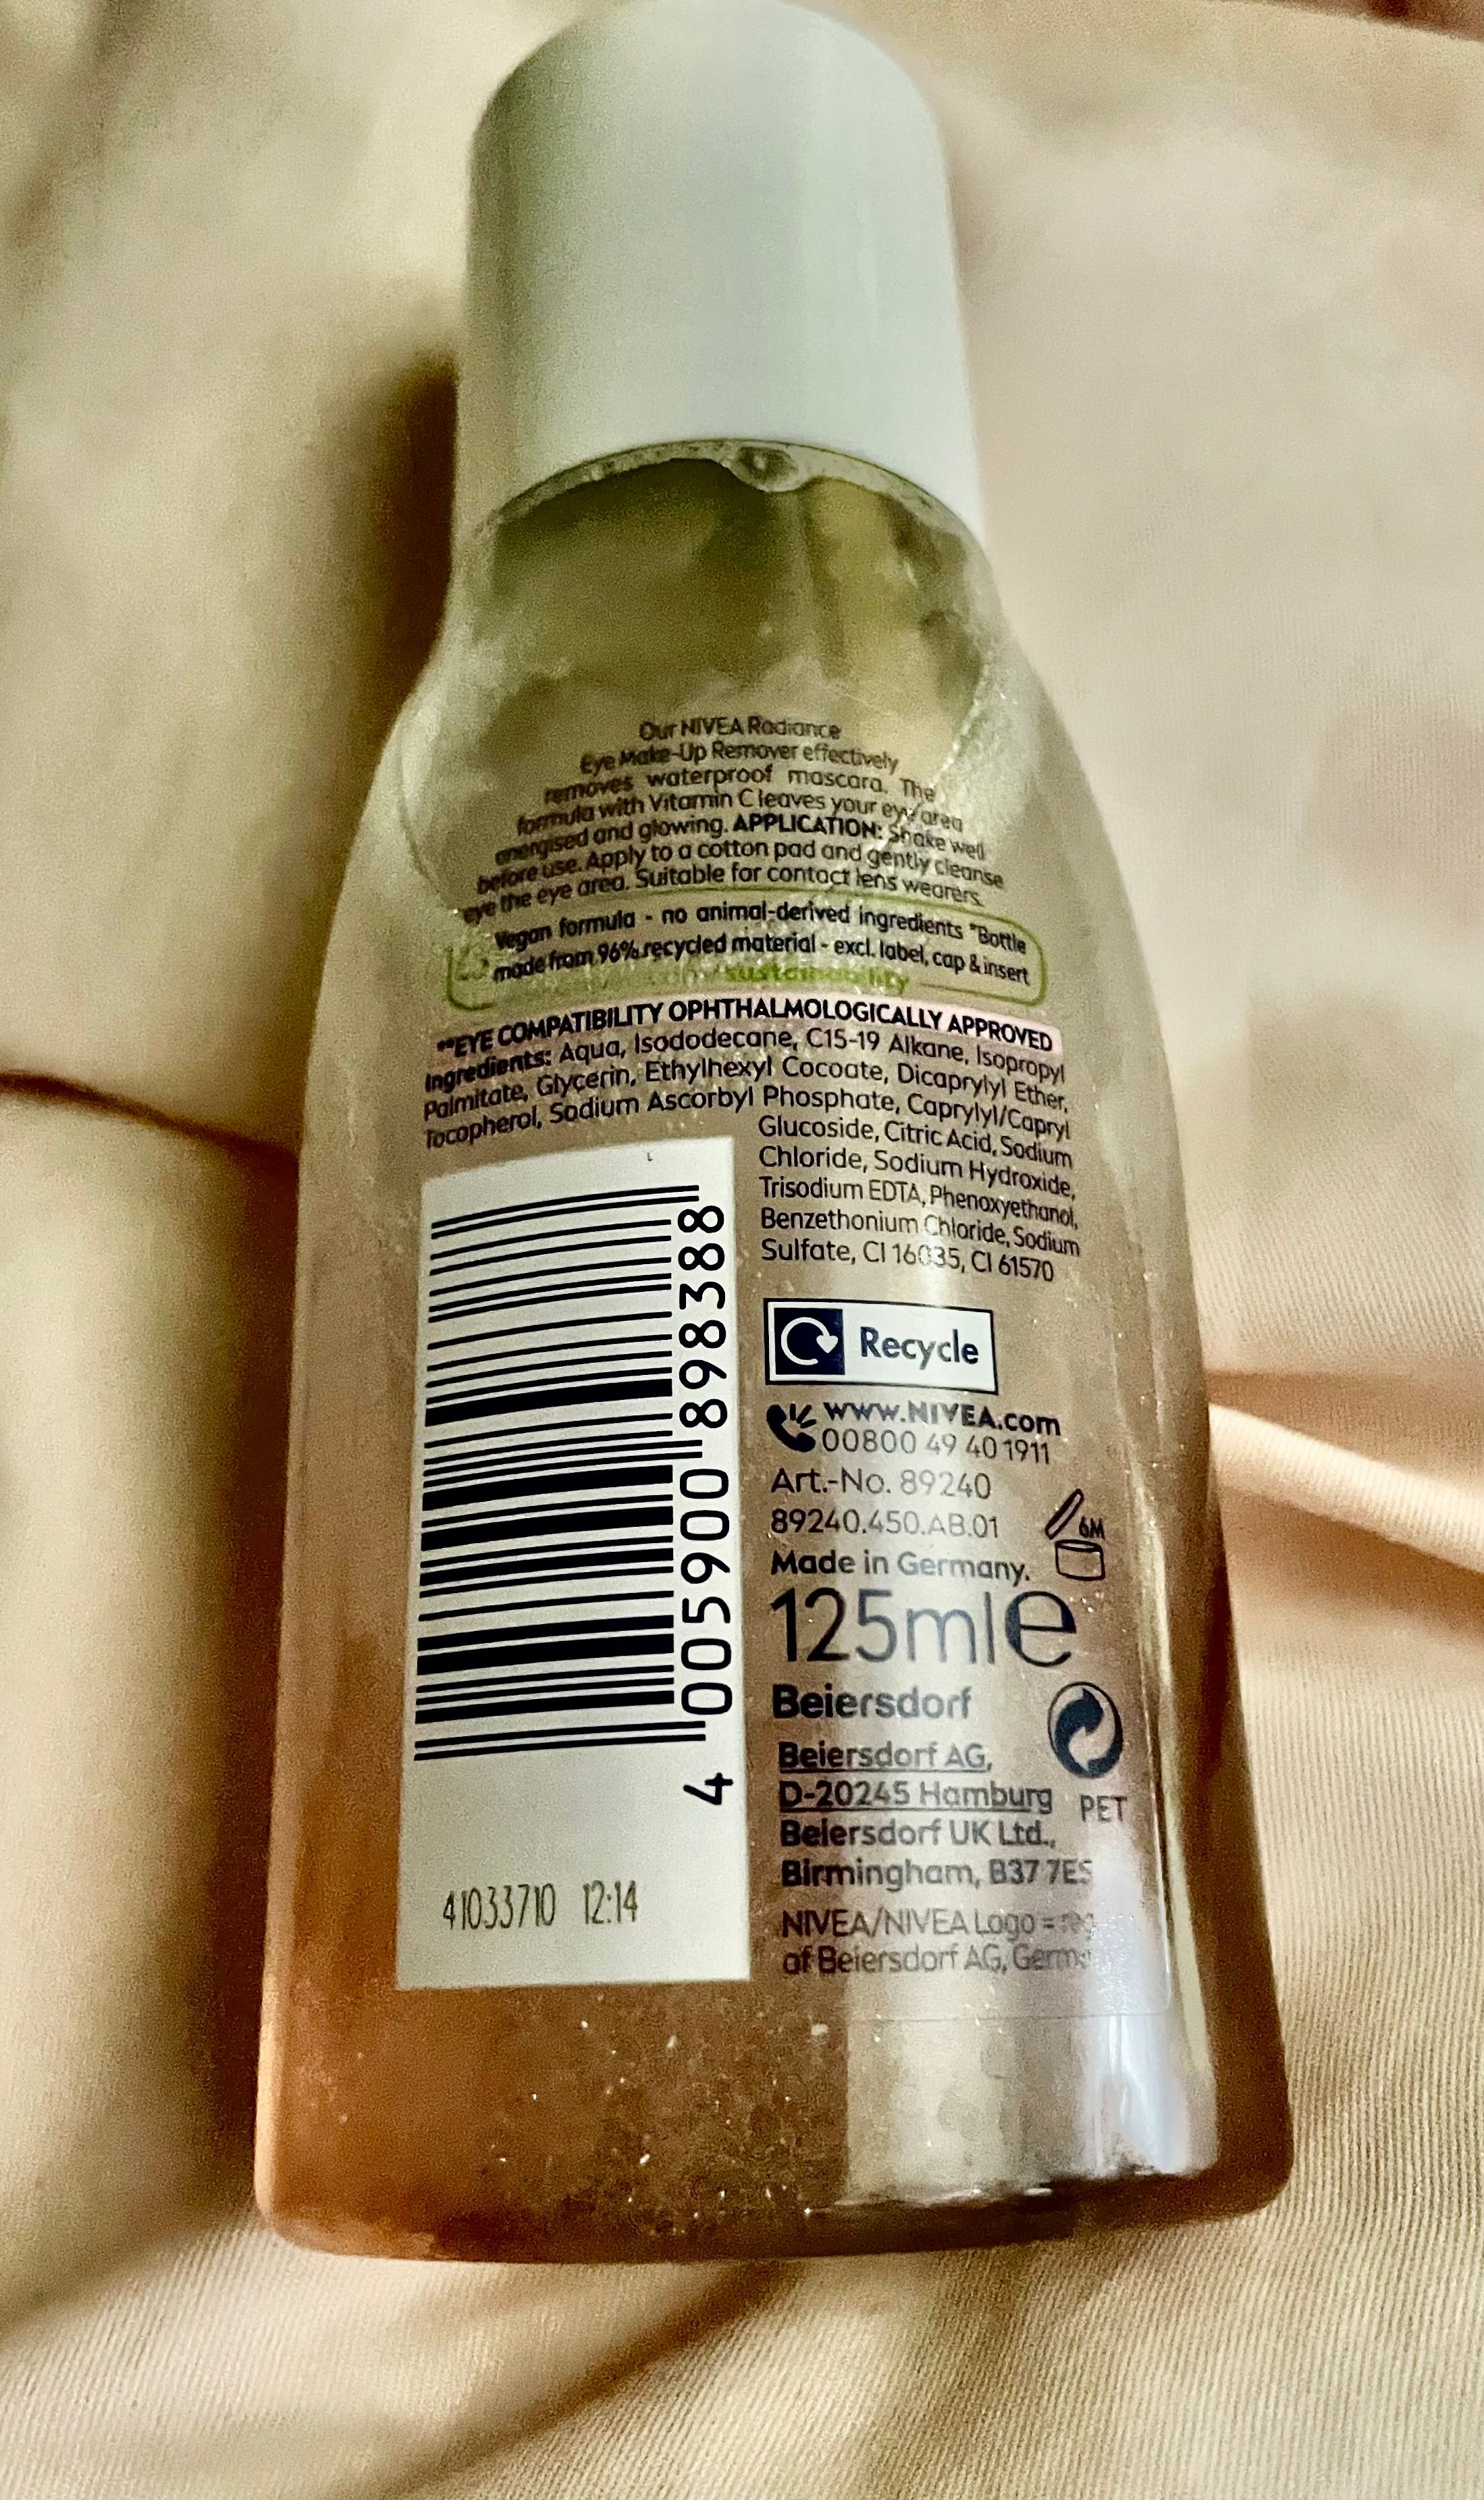 Our NIVEA Radiance
Eye Make-Up Remover effectively
removes waterproof mascara. The
formula with Vitamin C leaves your eye area
energised and glowing. APPLICATION: Shake well
before use. Apply to a cotton pad and gently cleanse
eye the eye area. Suitable for contact lens wearers.
Vegan formula - no animal-derived ingredients *Bottle
made from 96% recycled material - excl. label, cap & insert
sustainability
**EYE COMPATIBILITY OPHTHALMOLOGICALLY APPROVED
Ingredients: Aqua, Isododecane, C15-19 Alkane, Isopropyl
Palmitate, Glycerin, Ethylhexyl Cocoate, Dicaprylyl Ether,
Tocopherol, Sodium Ascorbyl Phosphate, Caprylyl/Capryl
Glucoside, Citric Acid, Sodium
Chloride, Sodium Hydroxide,
Trisodium EDTA, Phenoxyethanol,
Benzethonium Chloride, Sodium
Sulfate, CI 16035, CI 61570
Recycle
www.NIVEA.com
00800 49 40 1911
Art.-No. 89240
89240.450.AB.01
6M
Made in Germany.
125ml e
Beiersdorf
Beiersdorf AG,
D-20245 Hamburg
PET
Beiersdorf UK Ltd.,
Birmingham, B37 7ES
NIVEA/NIVEA Logo =
of Beiersdorf AG,
4 005900 898388
41033710 12:14